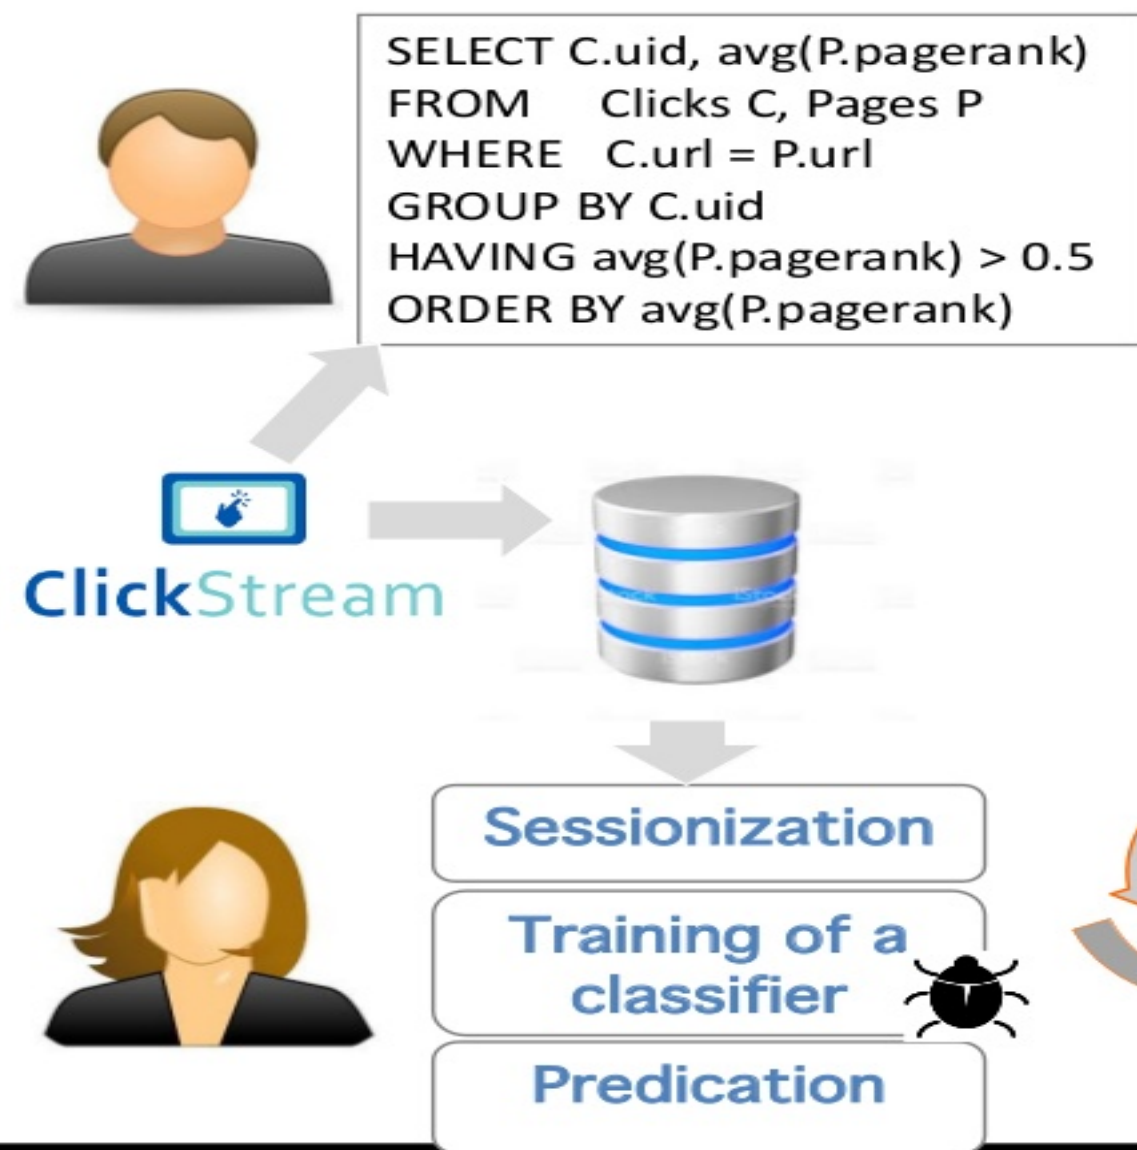 SELECT C.uid, avg(P.pagerank)
FROM Clicks C, Pages P
WHERE C.url = P.url
GROUP BY C.uid
HAVING avg(P.pagerank) > 0.5
ORDER BY avg(P.pagerank)
ClickStream
Sessionization
Training of a
classifier
Predication